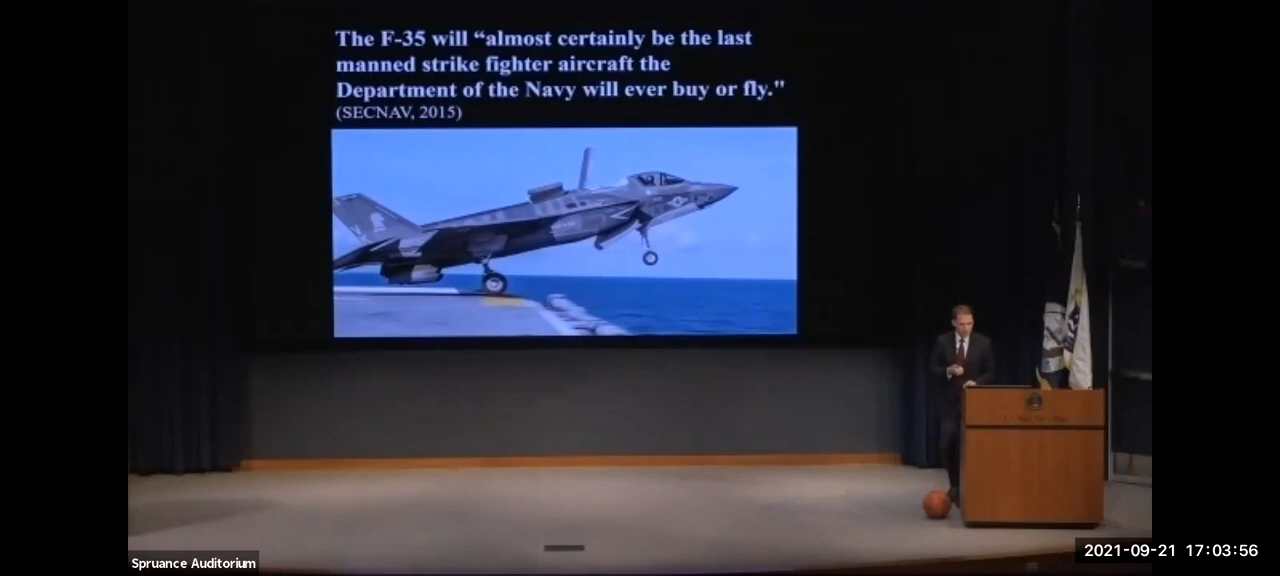 The F-35 will “almost certainly be the last
manned strike fighter aircraft the
Department of the Navy will ever buy or fly."
(SECNAV, 2015)
Spruance Auditorium
2021-09-21 17:03:56